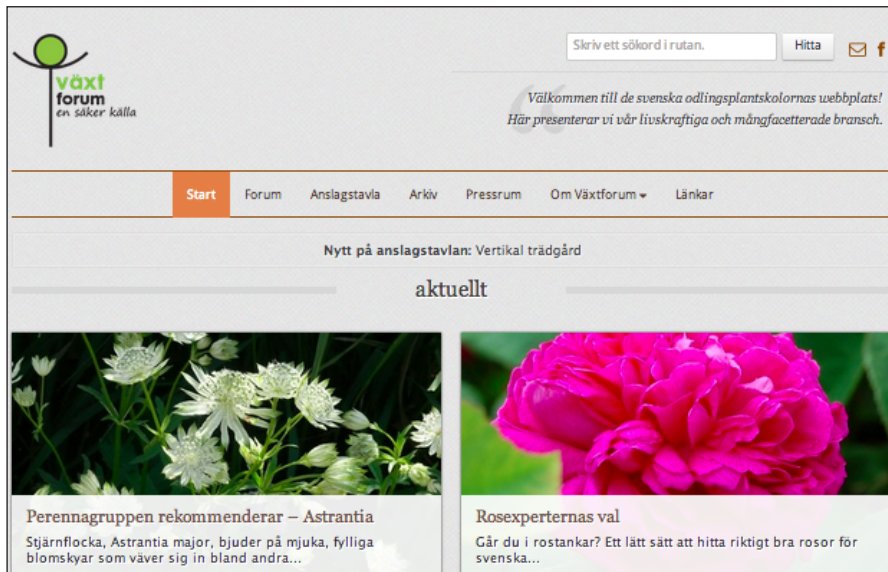 växt
forum
en säker källa
Skriv ett sökord i rutan.
Hitta
Välkommen till de svenska odlingsplantskolornas webbplats!
Här presenterar vi vår livskraftiga och mångfacetterade bransch.
Start Forum Anslagstavla Arkiv Pressrum Om Växtforum Länkar
Nytt på anslagstavlan: Vertikal trädgård
aktuellt
Perennagruppen rekommenderar – Astrantia
Stjärnflocka, Astrantia major, bjuder på mjuka, fylliga
blomskyar som väver sig in bland andra...
Rosexperternas val
Går du i rostankar? Ett lätt sätt att hitta riktigt bra rosor för
svenska...